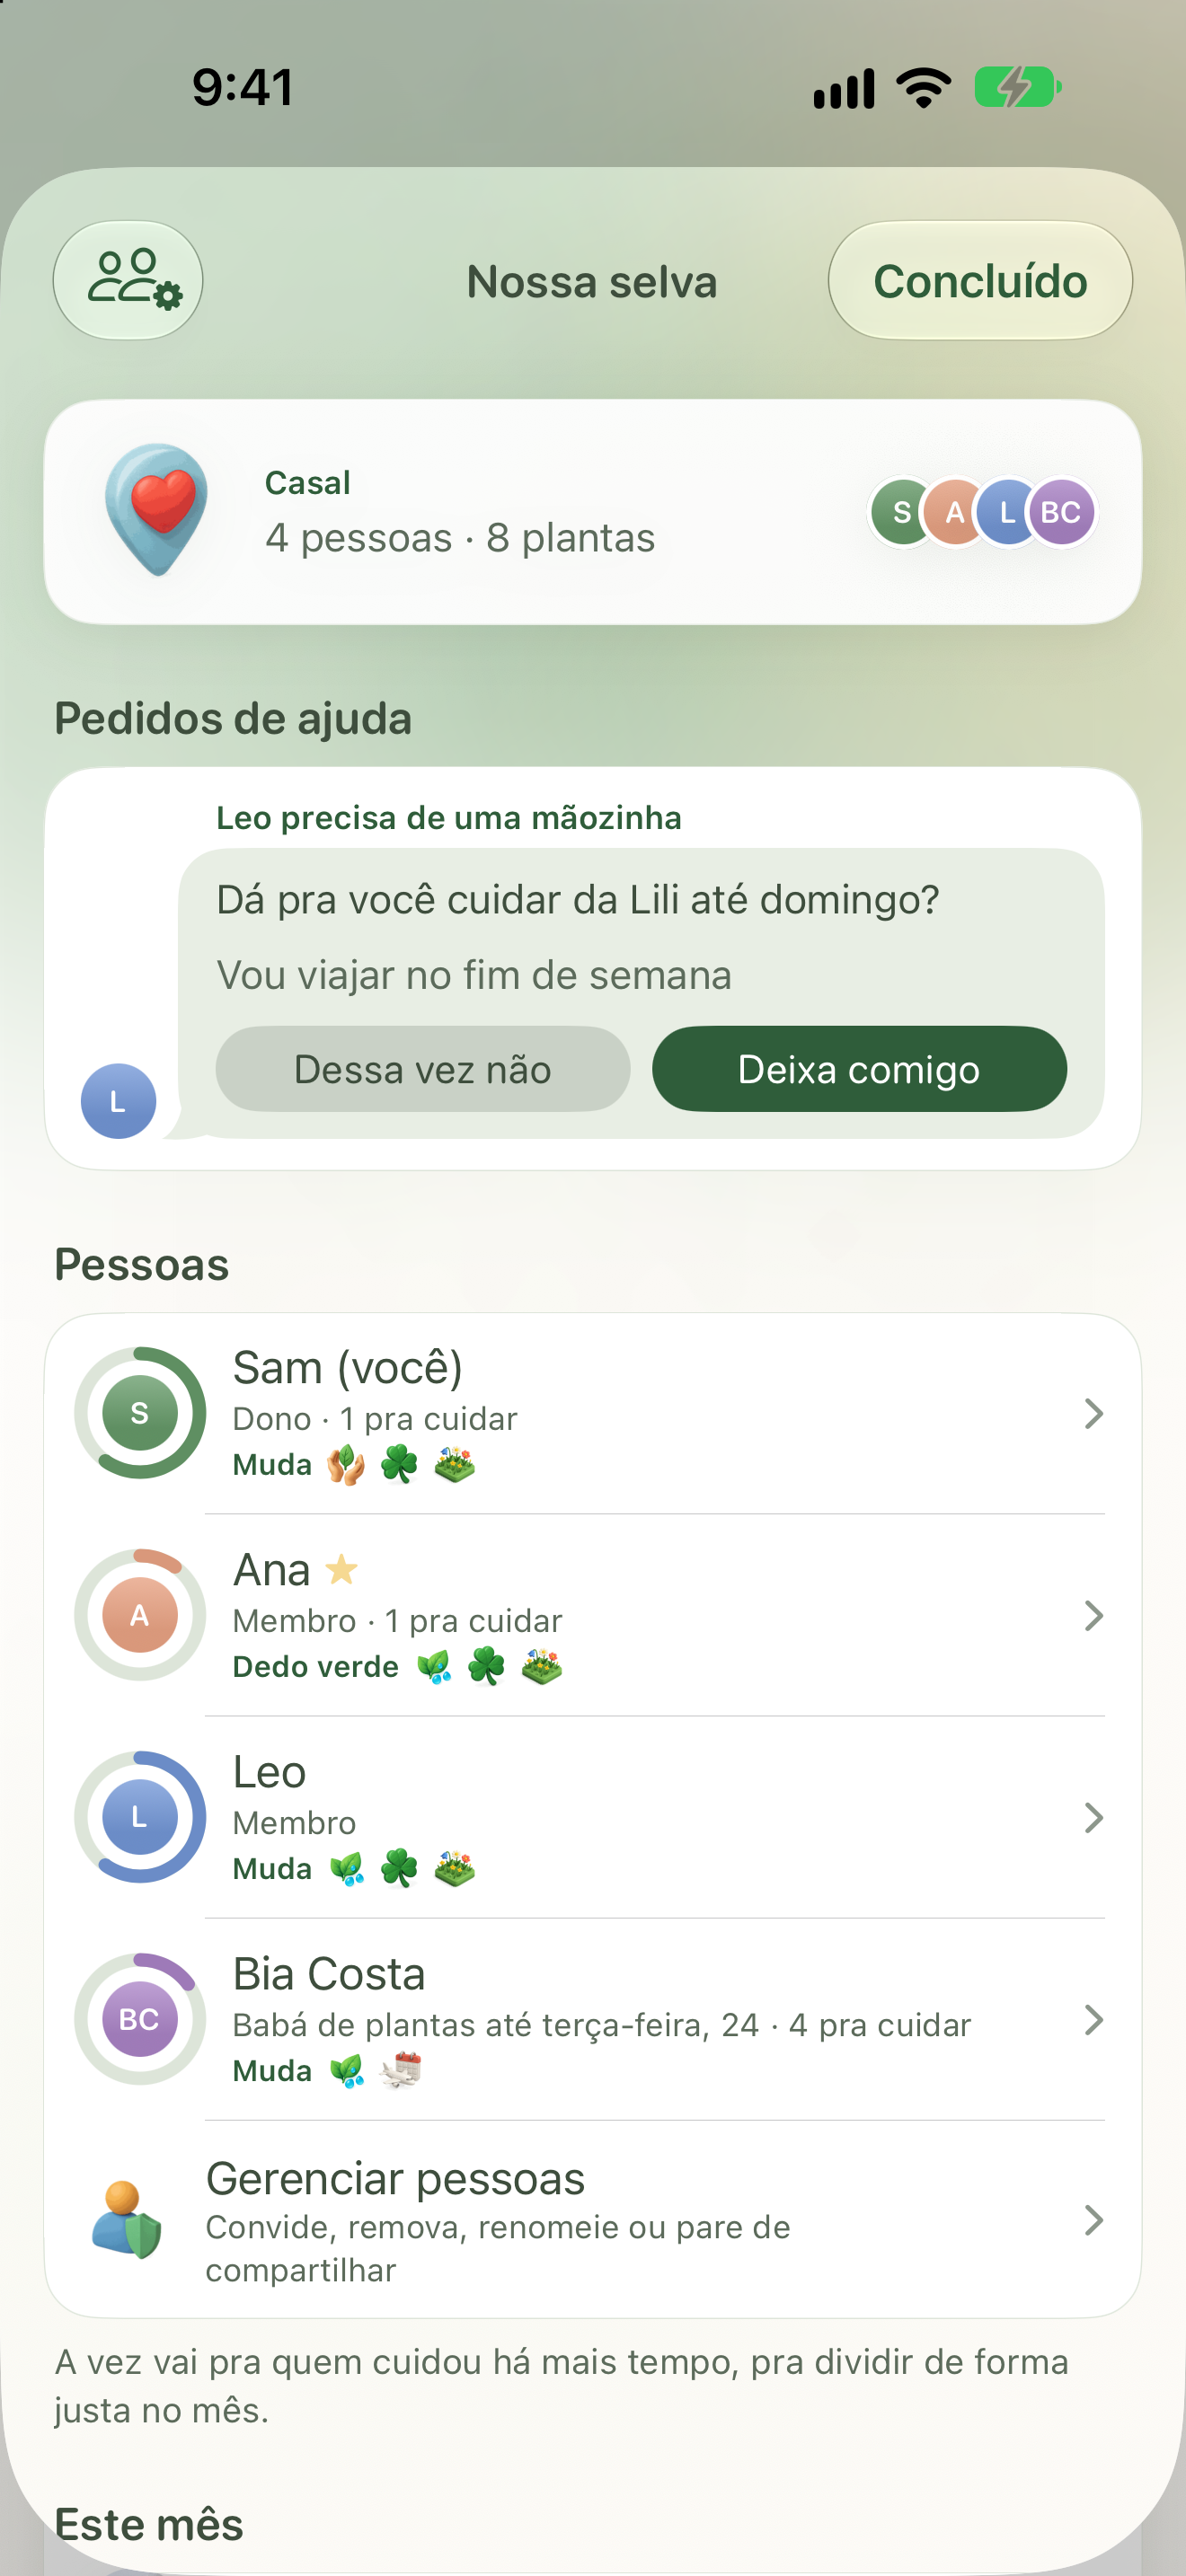 9:41
Nossa selva
Concluído
Casal
4 pessoas · 8 plantas
S A L BC
Pedidos de ajuda
Leo precisa de uma mãozinha
Dá pra você cuidar da Lili até domingo?
Vou viajar no fim de semana
Dessa vez não
Deixa comigo
L
Pessoas
S
Sam (você)
Dono · 1 pra cuidar
Muda
A
Ana
Membro · 1 pra cuidar
Dedo verde
L
Leo
Membro
Muda
BC
Bia Costa
Babá de plantas até terça-feira, 24 · 4 pra cuidar
Muda
Gerenciar pessoas
Convide, remova, renomeie ou pare de
compartilhar
A vez vai pra quem cuidou há mais tempo, pra dividir de forma
justa no mês.
Este mês